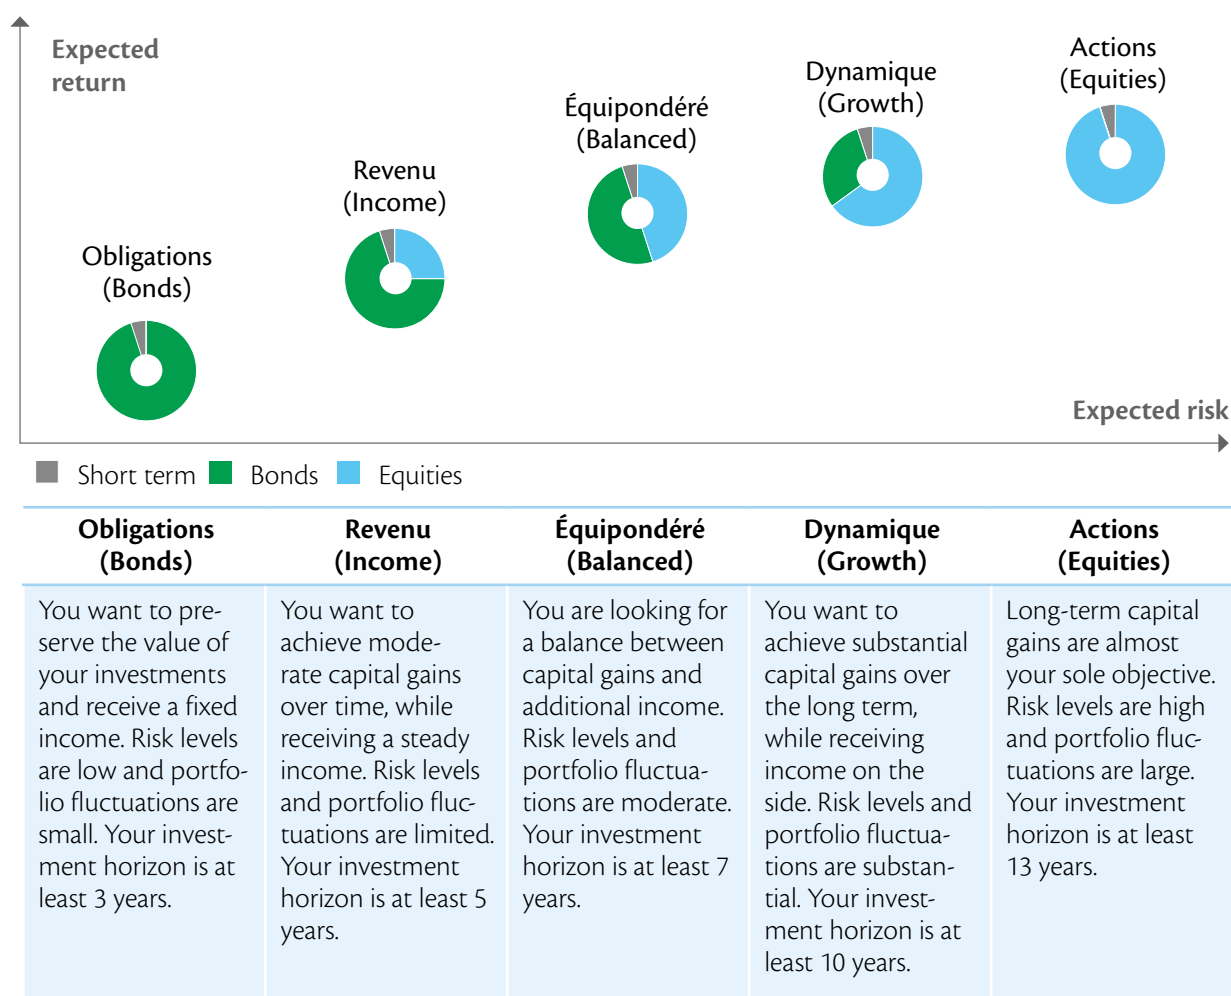 Expected
return
Actions
(Equities)
Dynamique
(Growth)
Équipondéré
(Balanced)
Revenu
(Income)
Obligations
(Bonds)
Expected risk
Short term Bonds Equities
Obligations
(Bonds)
Revenu
(Income)
Équipondéré
(Balanced)
Dynamique
(Growth)
Actions
(Equities)
You want to pre-
serve the value of
your investments
and receive a fixed
income. Risk levels
are low and portfo-
lio fluctuations are
small. Your invest-
ment horizon is at
least 3 years.
You want to
achieve mode-
rate capital gains
over time, while
receiving a steady
income. Risk levels
and portfolio fluc-
tuations are limited.
Your investment
horizon is at least 5
years.
You are looking for
a balance between
capital gains and
additional income.
Risk levels and
portfolio fluctua-
tions are moderate.
Your investment
horizon is at least 7
years.
You want to
achieve substantial
capital gains over
the long term,
while receiving
income on the
side. Risk levels and
portfolio fluctua-
tions are substan-
tial. Your invest-
ment horizon is at
least 10 years.
Long-term capital
gains are almost
your sole objective.
Risk levels are high
and portfolio fluc-
tuations are large.
Your investment
horizon is at least
13 years.